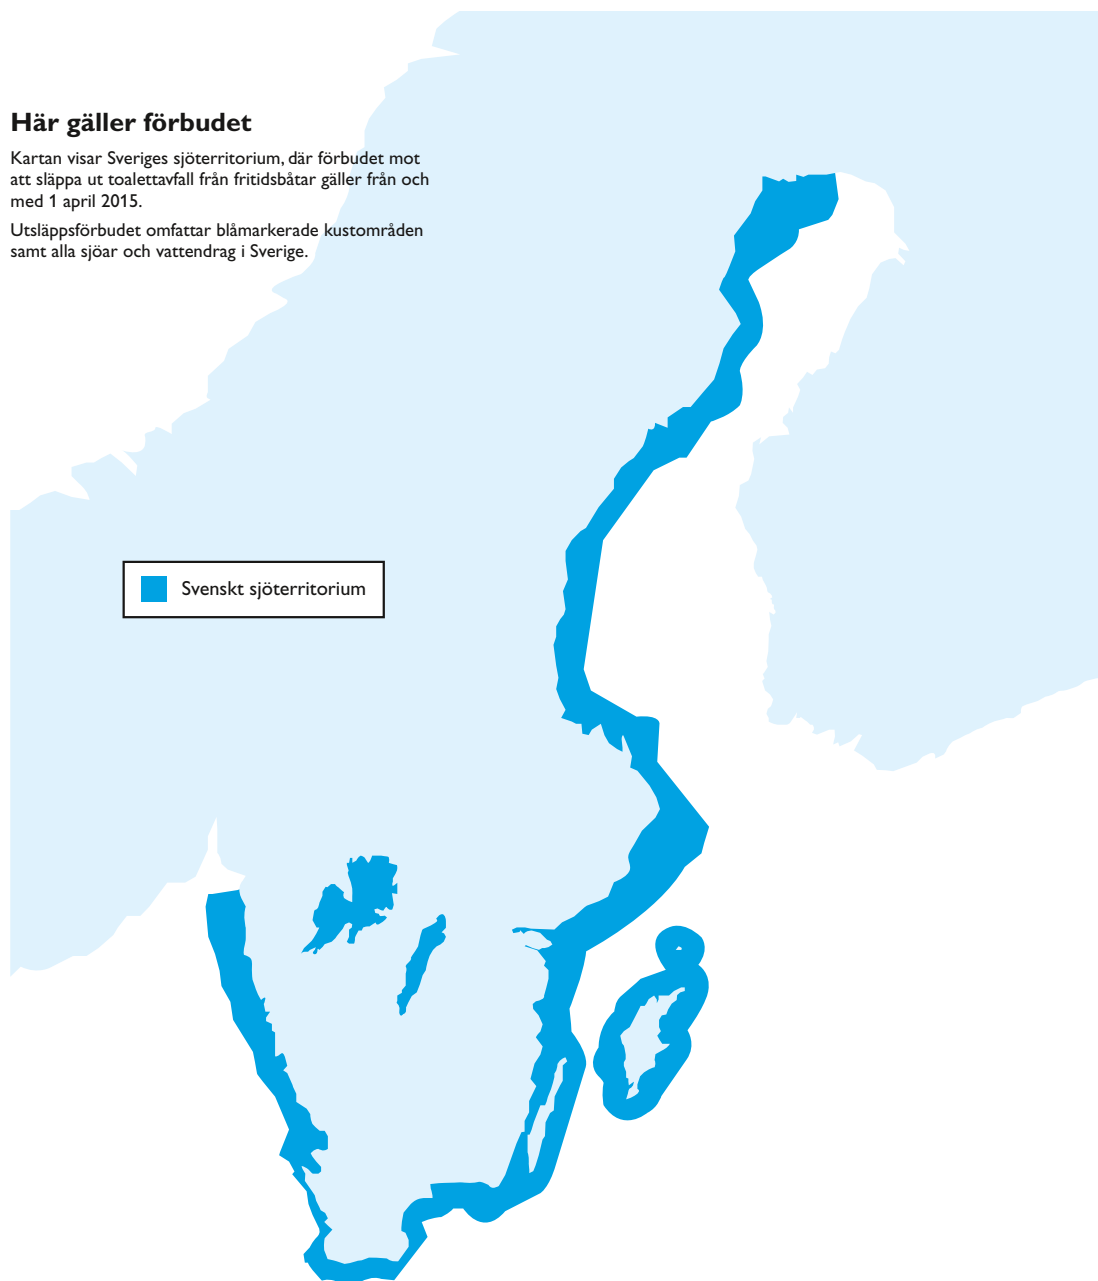 Här gäller förbudet
Kartan visar Sveriges sjöterritorium, där förbudet mot
att släppa ut toalettavfall från fritidsbåtar gäller från och
med 1 april 2015.
Utsläppsförbudet omfattar blåmarkerade kustområden
samt alla sjöar och vattendrag i Sverige.
Svenskt sjöterritorium